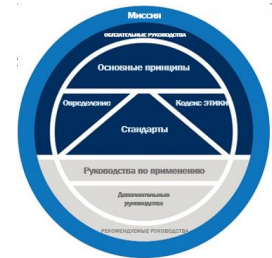 Миссия
ОБЯЗАТЕЛЬНЫЕ РУКОВОДСТВА
Основные принципы
Определение
Кодекс ЭТИКИ
Стандарты
Руководства по применению
Дополнительные
руководства
РЕКОМЕНДУЕМЫЕ РУКОВОДСТВА